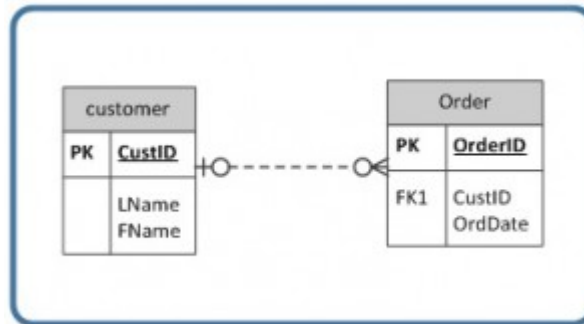 customer
PK CustID
LName
FName
Order
PK OrderID
FK1 CustID
OrdDate